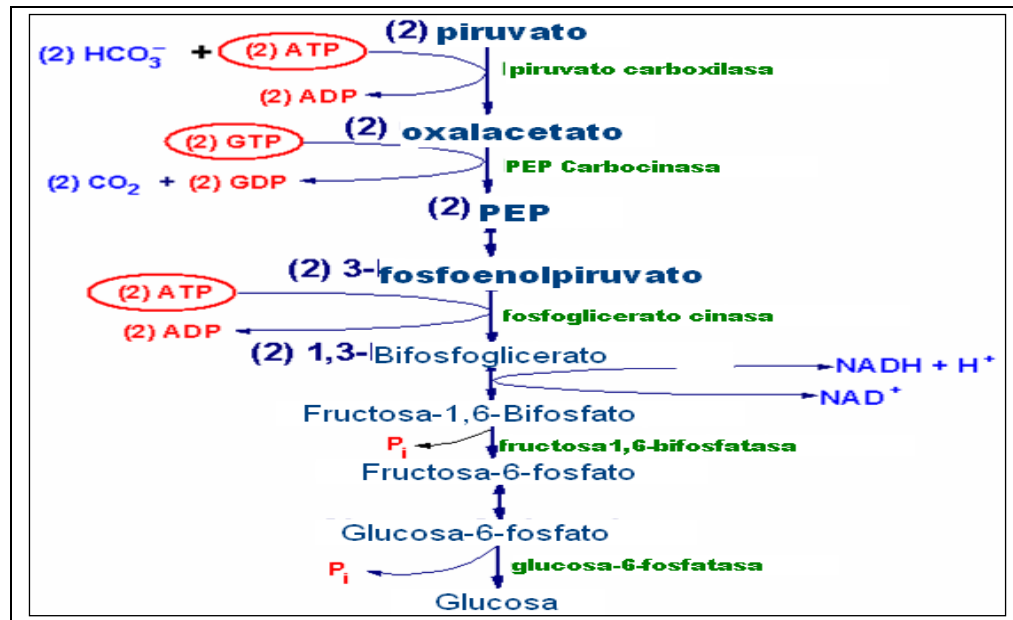 (2) piruvato
(2) HCO₃⁻ + (2) ATP
piruvato carboxilasa
(2) ADP
(2) oxalacetato
(2) GTP
PEP Carbocinasa
(2) CO₂ + (2) GDP
(2) PEP
(2) 3-fosfoenolpiruvato
(2) ATP
fosfoglicerato cinasa
(2) ADP
(2) 1,3-Bifosfoglicerato
NADH + H⁺
NAD⁺
Fructosa-1,6-Bifosfato
Pi
fructosa1,6-bifosfatasa
Fructosa-6-fosfato
Glucosa-6-fosfato
Pi
glucosa-6-fosfatasa
Glucosa